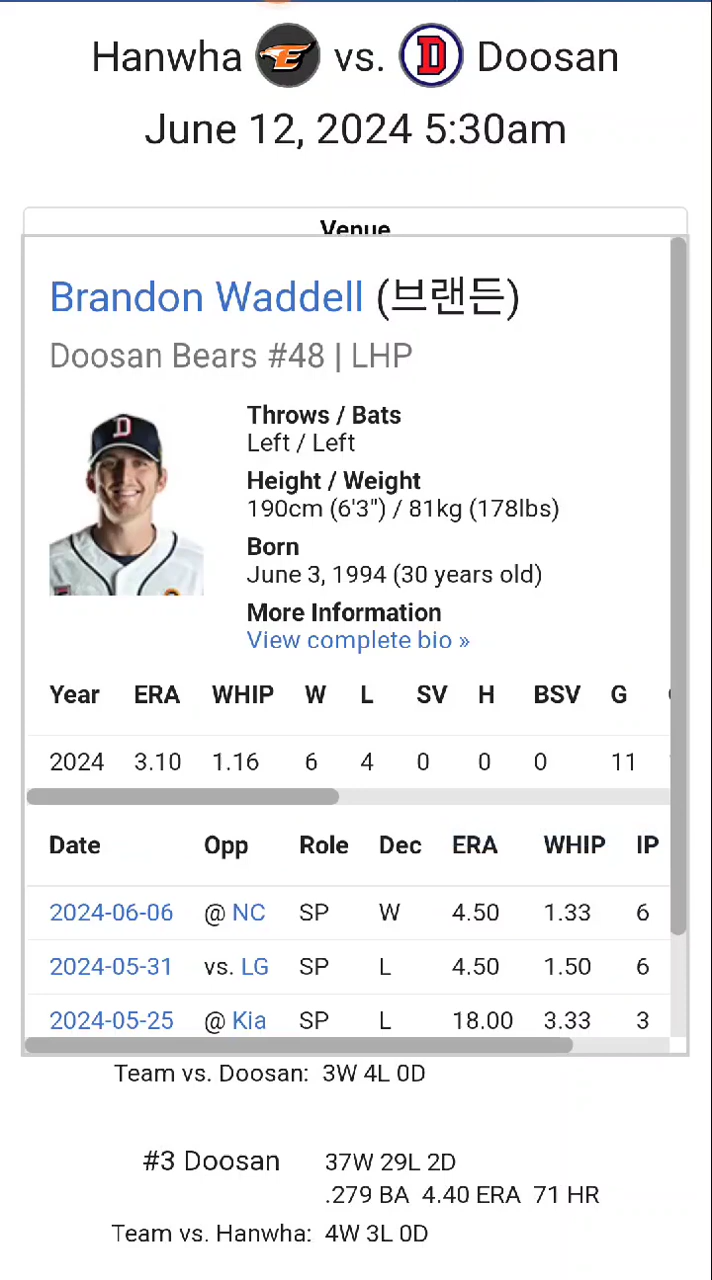 Hanwha vs. D Doosan
June 12, 2024 5:30am
Venue
Brandon Waddell (브랜든)
Doosan Bears #48 | LHP
D
Throws / Bats
Left / Left
Height / Weight
190cm (6'3") / 81kg (178lbs)
Born
June 3, 1994 (30 years old)
More Information
View complete bio »
Year ERA WHIP W L SV H BSV G
2024 3.10 1.16 6 4 0 0 0 11
Date Opp Role Dec ERA WHIP IP
2024-06-06 @ NC SP W 4.50 1.33 6
2024-05-31 vs. LG SP L 4.50 1.50 6
2024-05-25 @ Kia SP L 18.00 3.33 3
Team vs. Doosan: 3W 4L 0D
#3 Doosan 37W 29L 2D
.279 BA 4.40 ERA 71 HR
Team vs. Hanwha: 4W 3L 0D